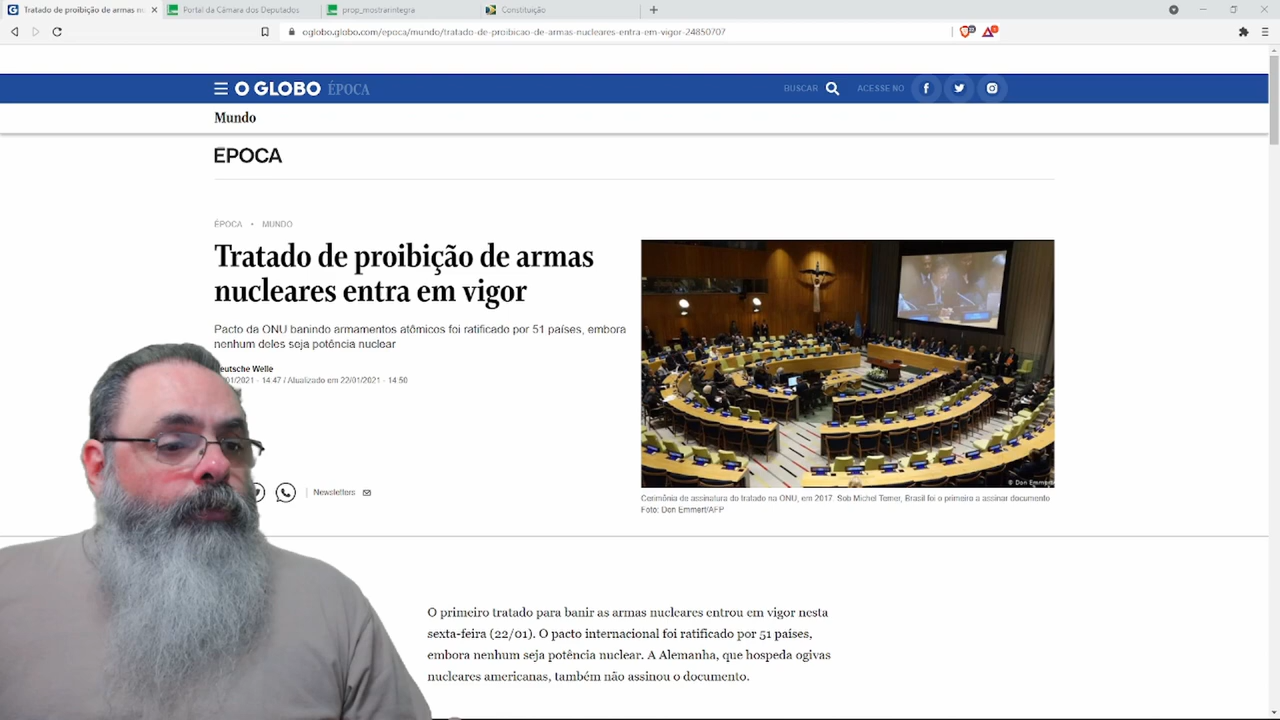 Tratado de proibição de armas nu
Portal da Câmara dos Deputados
prop_mostrarintegra
Constituição
oglobo.globo.com/epoca/mundo/tratado-de-proibicao-de-armas-nucleares-entra-em-vigor-24850707
O GLOBO ÉPOCA
BUSCAR
ACESSE NO
Mundo
ÉPOCA
ÉPOCA • MUNDO
Tratado de proibição de armas
nucleares entra em vigor
Pacto da ONU banindo armamentos atômicos foi ratificado por 51 países, embora
nenhum deles seja potência nuclear
eutsche Welle
/01/2021 - 14:47 / Atualizado em 22/01/2021 - 14:50
Newsletters
© Don Emmert
Cerimônia de assinatura do tratado na ONU, em 2017. Sob Michel Temer, Brasil foi o primeiro a assinar documento
Foto: Don Emmert/AFP
O primeiro tratado para banir as armas nucleares entrou em vigor nesta
sexta-feira (22/01). O pacto internacional foi ratificado por 51 países,
embora nenhum seja potência nuclear. A Alemanha, que hospeda ogivas
nucleares americanas, também não assinou o documento.